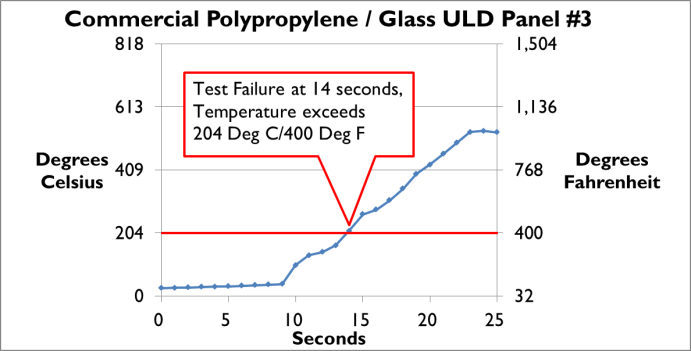 Commercial Polypropylene / Glass ULD Panel #3
818
613
409
204
0
Degrees
Celsius
Test Failure at 14 seconds,
Temperature exceeds
204 Deg C/400 Deg F
1,504
1,136
768
400
32
Degrees
Fahrenheit
0 5 10 15 20 25
Seconds